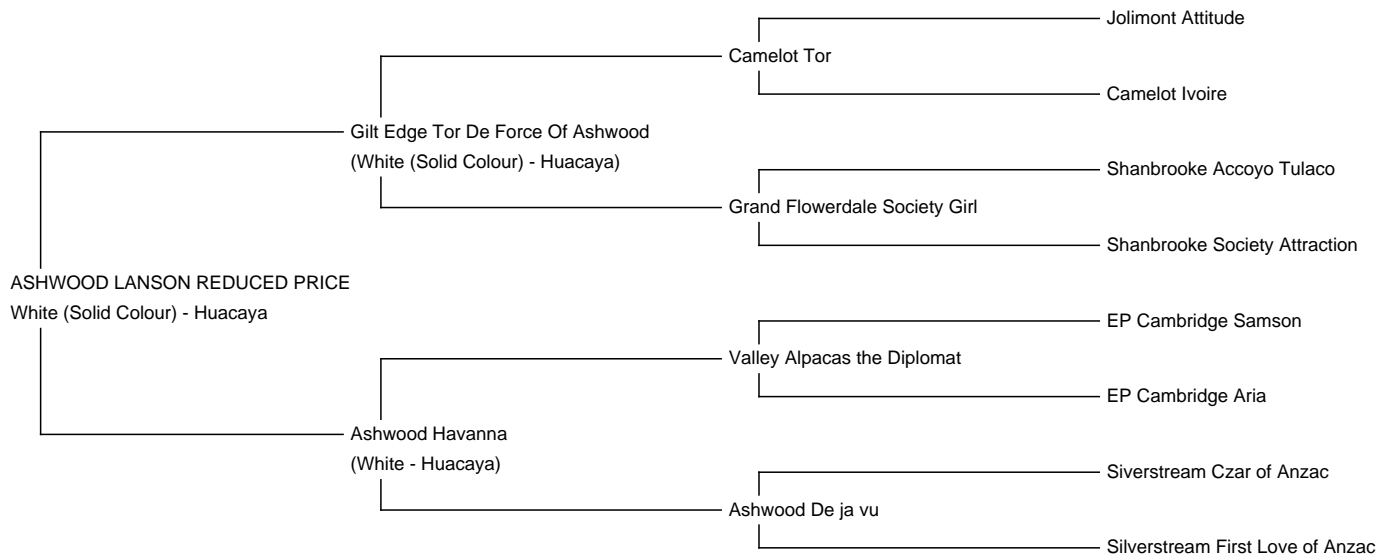 Jolimont Attitude
Camelot Tor
Camelot Ivoire
Gilt Edge Tor De Force Of Ashwood
(White (Solid Colour) - Huacaya)
Shanbrooke Accoyo Tulaco
Grand Flowerdale Society Girl
Shanbrooke Society Attraction
ASHWOOD LANSON REDUCED PRICE
White (Solid Colour) - Huacaya
EP Cambridge Samson
Valley Alpacas the Diplomat
EP Cambridge Aria
Ashwood Havanna
(White - Huacaya)
Siverstream Czar of Anzac
Ashwood De ja vu
Silverstream First Love of Anzac